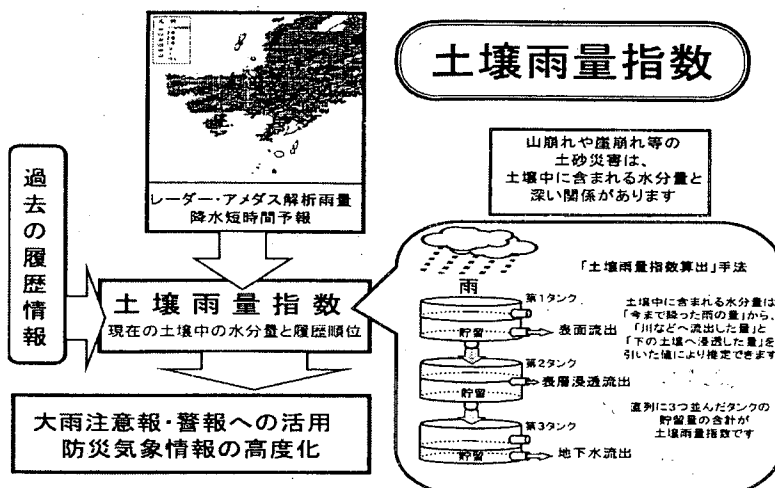 土壌雨量指数
レーダー・アメダス解析雨量
降水短時間予報
過去の履歴情報
土壌雨量指数
現在の土壌中の水分量と履歴順位
大雨注意報・警報への活用
防災気象情報の高度化
山崩れや崖崩れ等の
土砂災害は、
土壌中に含まれる水分量と
深い関係があります
「土壌雨量指数算出」手法
雨
第1タンク
貯留
表面流出
第2タンク
貯留
表層浸透流出
第3タンク
貯留
地下水流出
土壌中に含まれる水分量は
「今まで降った雨の量」から、
「川などへ流出した量」と
「下の土壌へ浸透した量」を
引いた値により推定できます
直列に3つ並んだタンクの
貯留量の合計が
土壌雨量指数です